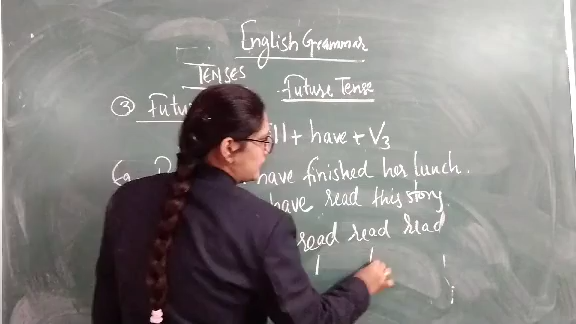 English Grammar
TENSES
Future Tense
③ Futu
ll + have + V3
Eg. have finished her lunch.
have read this story.
read read read